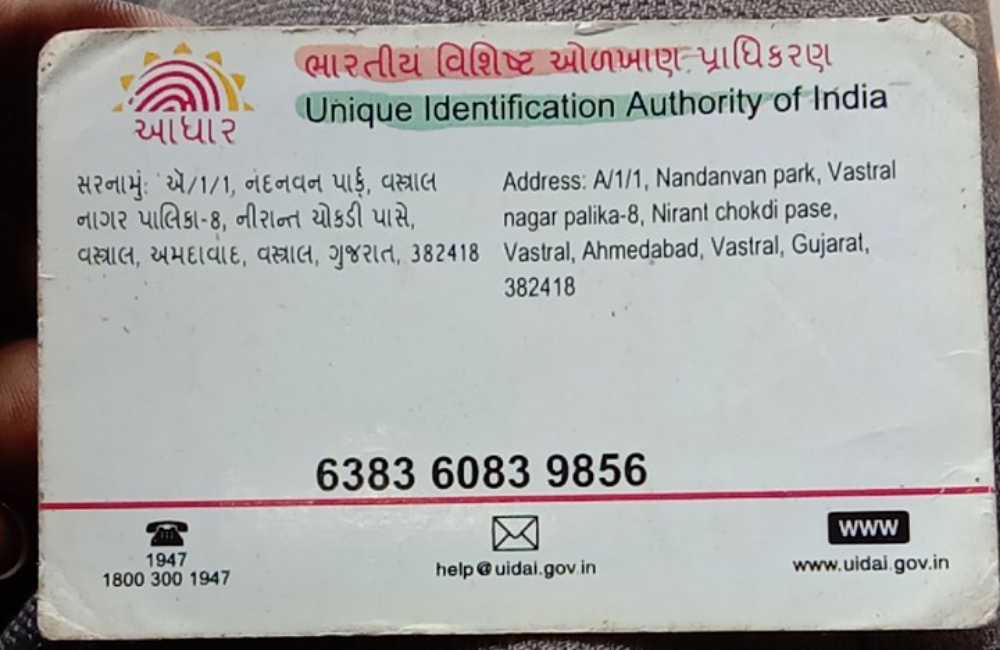 ભારતીય વિશિષ્ટ ઓળખાણ પ્રાધિકરણ
Unique Identification Authority of India
આધાર
સરનામું: એ/1/1, નંદનવન પાર્ક, વસ્ત્રાલ
નાગર પાલિકા-8, નીરાન્ત ચોકડી પાસે,
વસ્ત્રાલ, અમદાવાદ, વસ્ત્રાલ, ગુજરાત, 382418
Address: A/1/1, Nandanvan park, Vastral
nagar palika-8, Nirant chokdi pase,
Vastral, Ahmedabad, Vastral, Gujarat,
382418
6383 6083 9856
1947
1800 300 1947
help@uidai.gov.in
WWW
www.uidai.gov.in